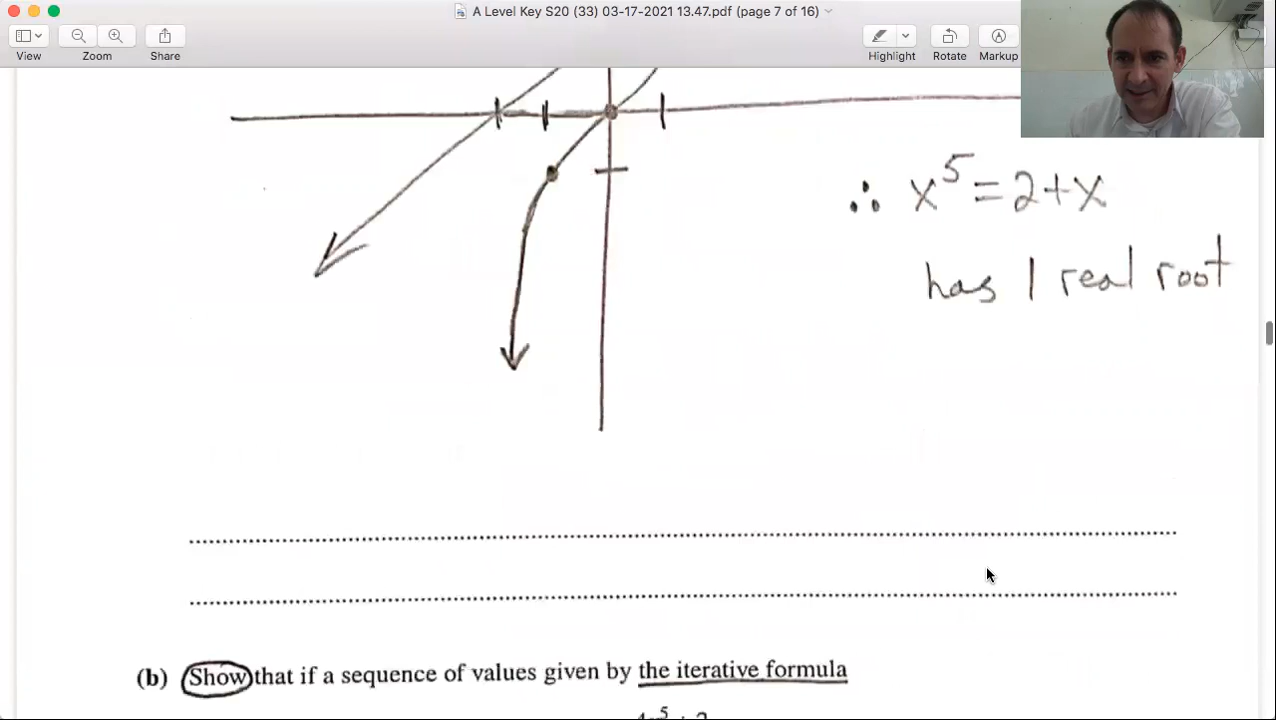 A Level Key S20 (33) 03-17-2021 13.47.pdf (page 7 of 16)
View Zoom Share Highlight Rotate Markup
∴ x⁵ = 2+x
has 1 real root
(b) Show that if a sequence of values given by the iterative formula